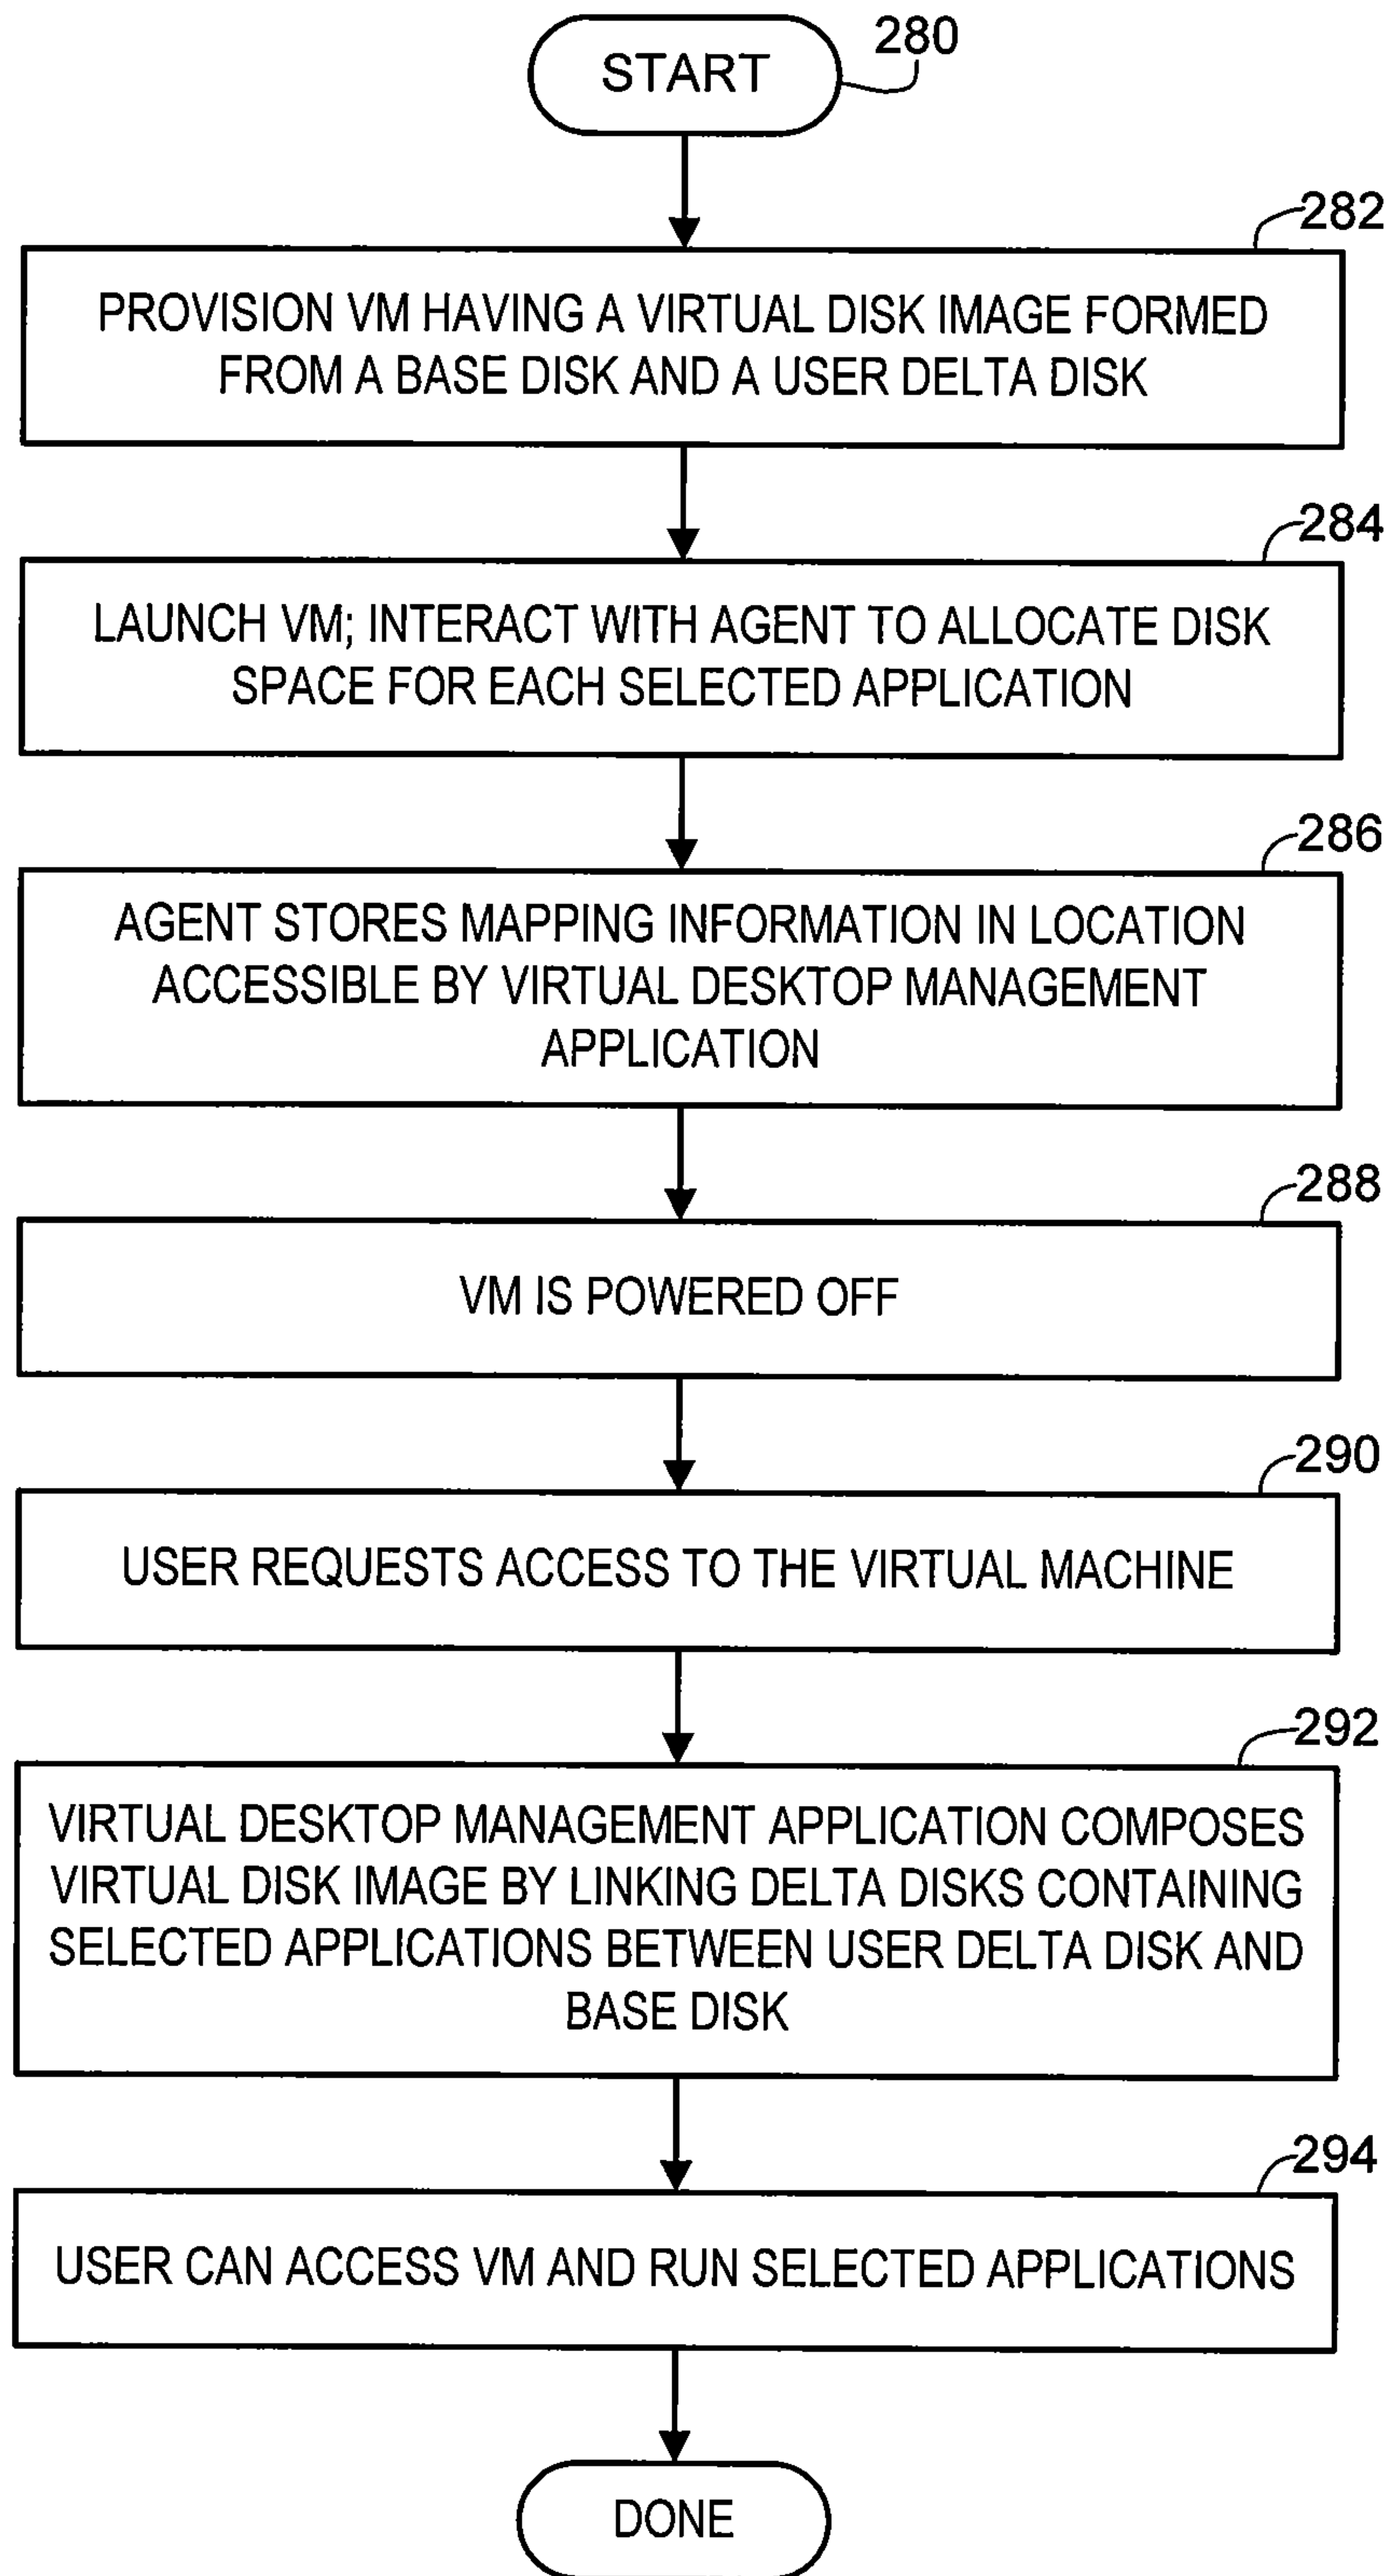 START
280
282
PROVISION VM HAVING A VIRTUAL DISK IMAGE FORMED
FROM A BASE DISK AND A USER DELTA DISK
284
LAUNCH VM; INTERACT WITH AGENT TO ALLOCATE DISK
SPACE FOR EACH SELECTED APPLICATION
286
AGENT STORES MAPPING INFORMATION IN LOCATION
ACCESSIBLE BY VIRTUAL DESKTOP MANAGEMENT
APPLICATION
288
VM IS POWERED OFF
290
USER REQUESTS ACCESS TO THE VIRTUAL MACHINE
292
VIRTUAL DESKTOP MANAGEMENT APPLICATION COMPOSES
VIRTUAL DISK IMAGE BY LINKING DELTA DISKS CONTAINING
SELECTED APPLICATIONS BETWEEN USER DELTA DISK AND
BASE DISK
294
USER CAN ACCESS VM AND RUN SELECTED APPLICATIONS
DONE